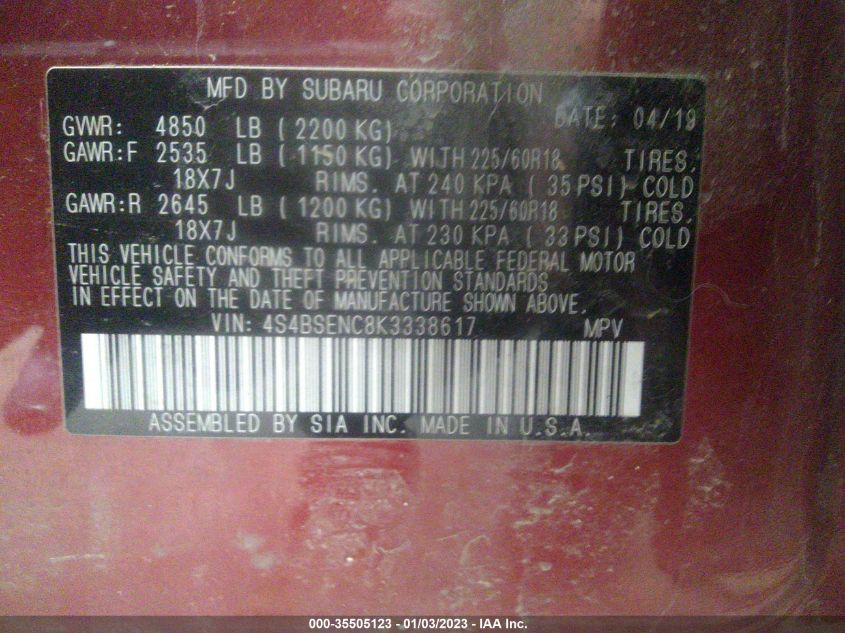 MFD BY SUBARU CORPORATION
DATE: 04/19
GVWR: 4850 LB ( 2200 KG)
GAWR:F 2535 LB ( 1150 KG) WITH 225/60R18 TIRES,
18X7J RIMS. AT 240 KPA ( 35 PSI) COLD
GAWR:R 2645 LB ( 1200 KG) WITH 225/60R18 TIRES,
18X7J RIMS. AT 230 KPA ( 33 PSI) COLD
THIS VEHICLE CONFORMS TO ALL APPLICABLE FEDERAL MOTOR
VEHICLE SAFETY AND THEFT PREVENTION STANDARDS
IN EFFECT ON THE DATE OF MANUFACTURE SHOWN ABOVE.
VIN: 4S4BSENC8K3338617 MPV
ASSEMBLED BY SIA INC. MADE IN U.S.A.
000-35505123 - 01/03/2023 - IAA Inc.